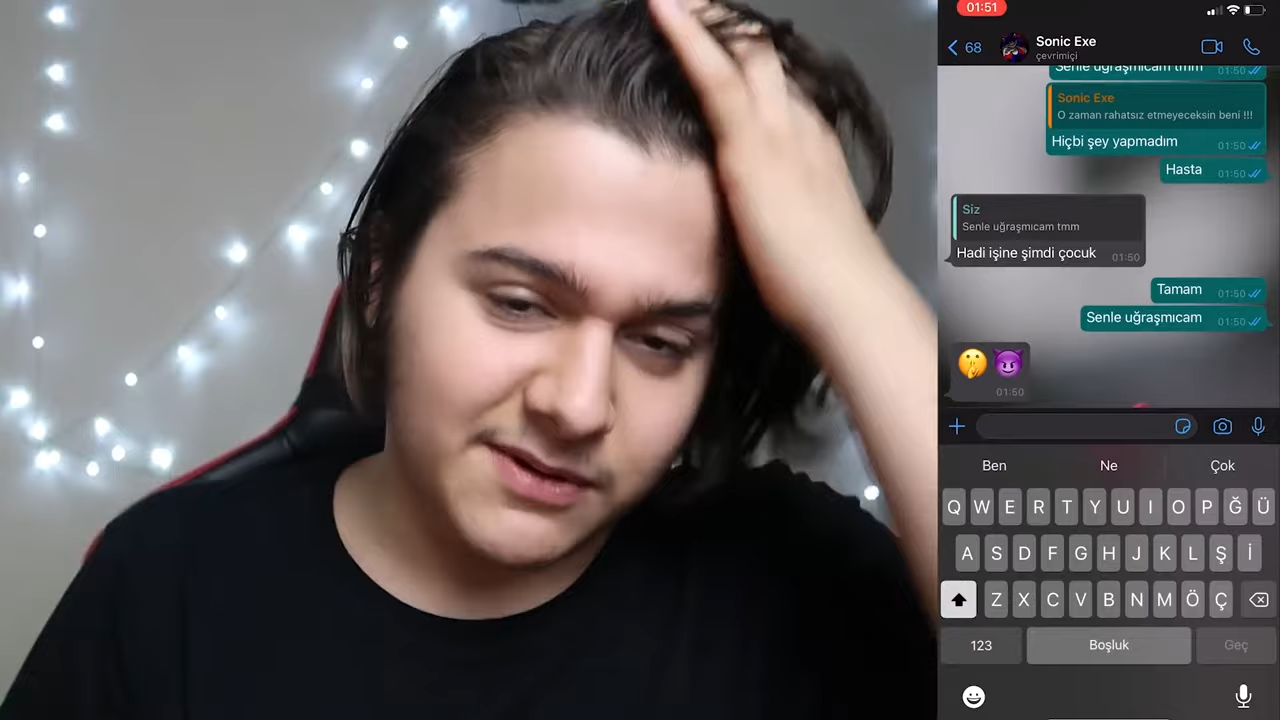 01:51
68
Sonic Exe
çevrimiçi
Senle uğraşmıcam tmm 01:50
Sonic Exe
O zaman rahatsız etmeyeceksin beni !!!
Hiçbi şey yapmadım 01:50
Hasta 01:50
Siz
Senle uğraşmıcam tmm
Hadi işine şimdi çocuk 01:50
Tamam 01:50
Senle uğraşmıcam 01:50
01:50
Ben Ne Çok
Q W E R T Y U I O P Ğ Ü
A S D F G H J K L Ş İ
Z X C V B N M Ö Ç
123 Boşluk Geç